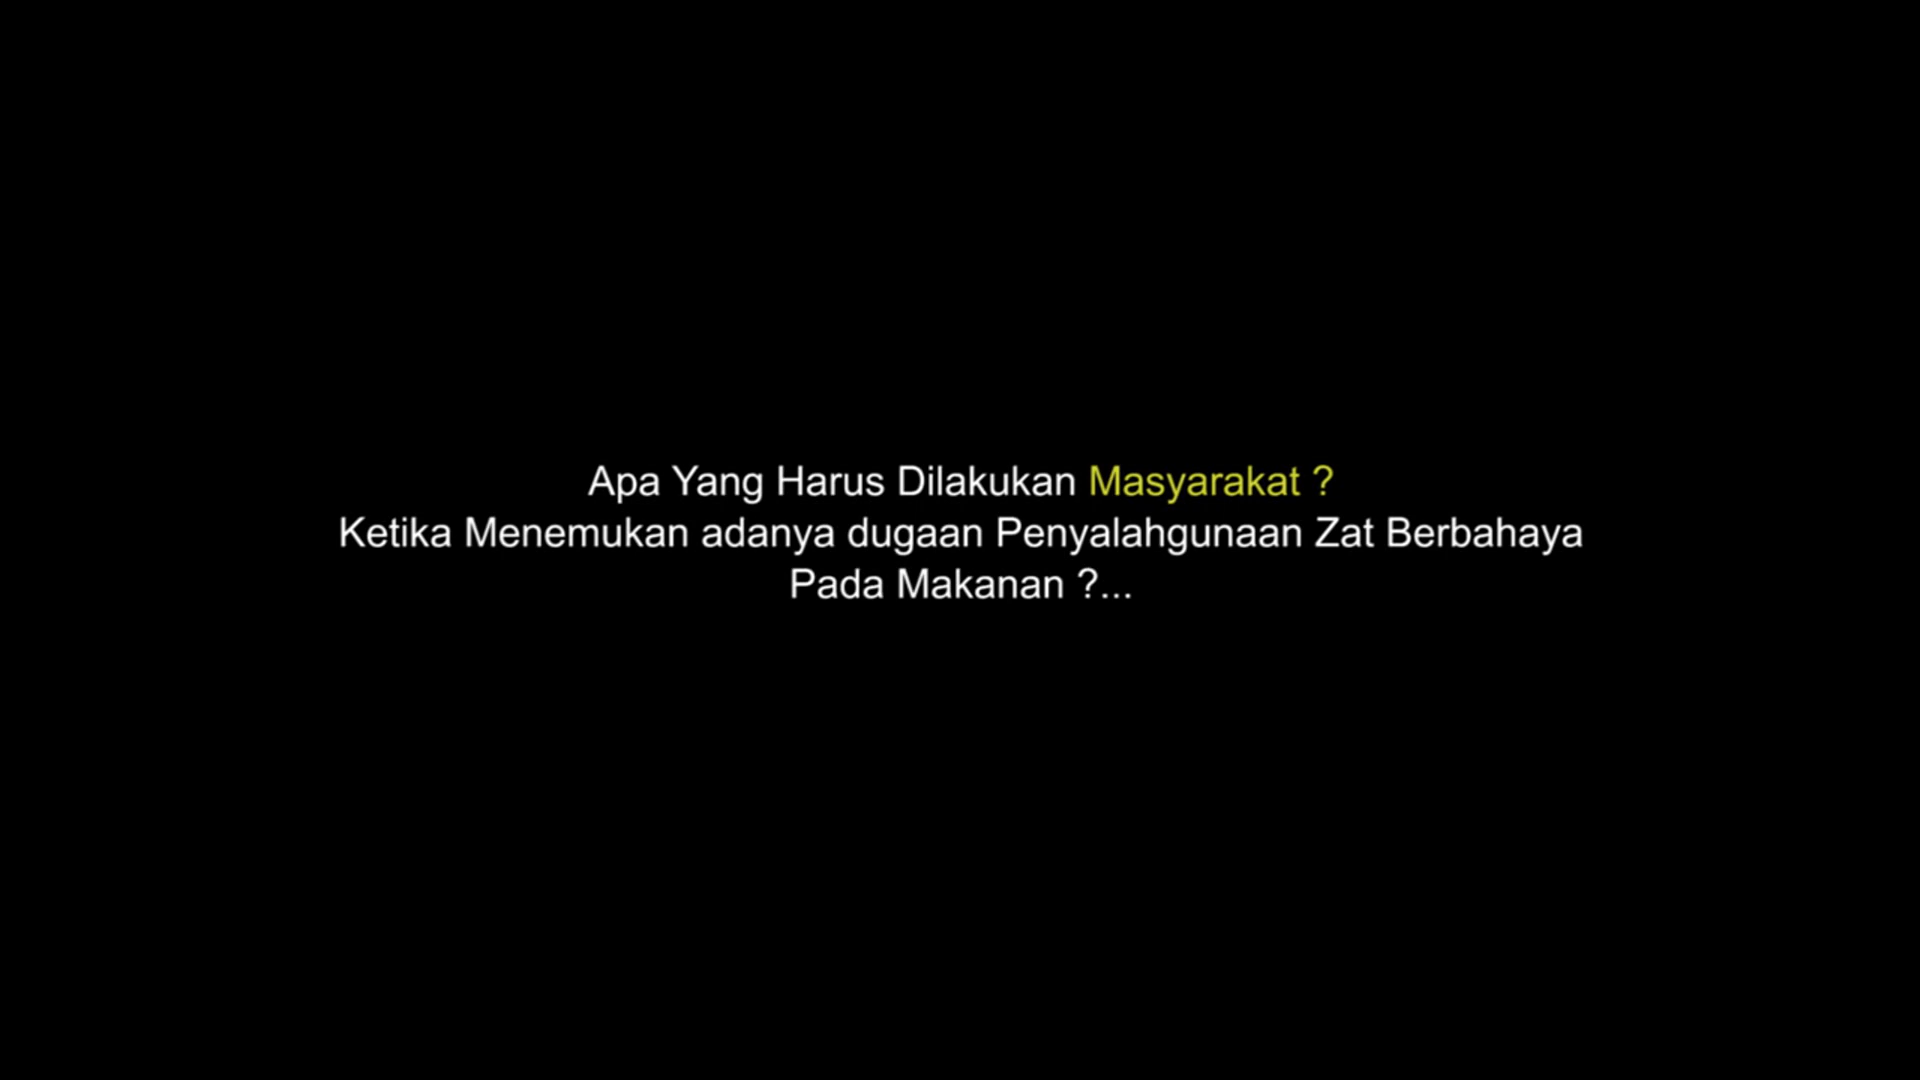 Apa Yang Harus Dilakukan Masyarakat ?
Ketika Menemukan adanya dugaan Penyalahgunaan Zat Berbahaya
Pada Makanan ?...